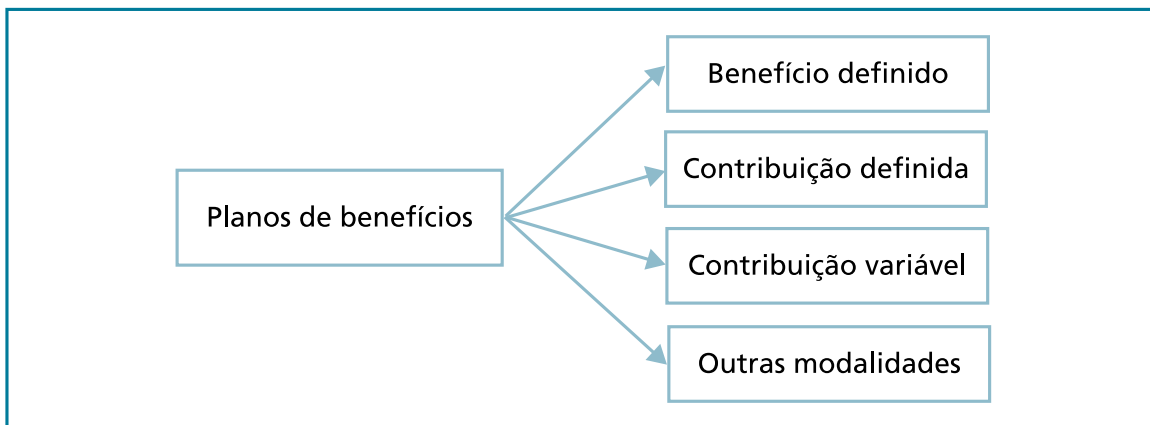 Benefício definido
Contribuição definida
Planos de benefícios
Contribuição variável
Outras modalidades